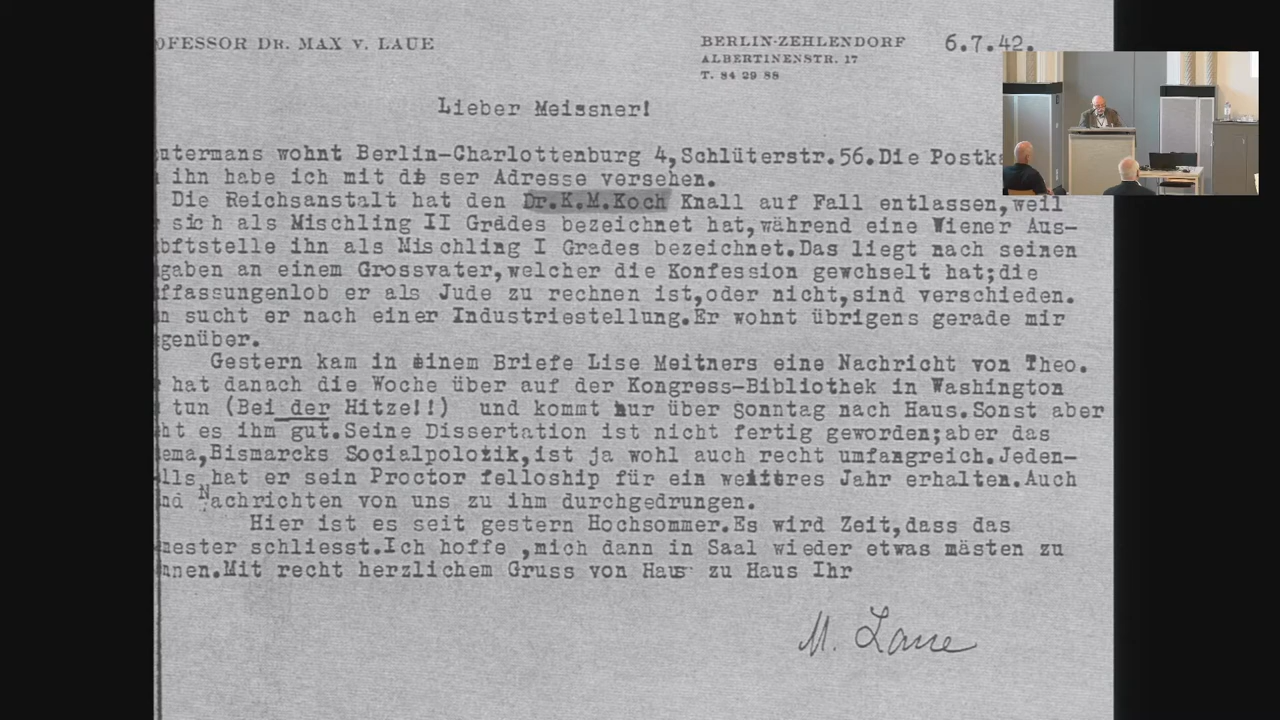 OFESSOR DR. MAX v. LAUE
BERLIN-ZEHLENDORF 6.7.42.
ALBERTINENSTR. 17
T. 84 29 88
Lieber Meissner!
utermans wohnt Berlin-Charlottenburg 4,Schlüterstr.56.Die Postka
ihn habe ich mit di ser Adresse versehen.
Die Reichsanstalt hat den Dr.K.M.Koch Knall auf Fall entlassen,weil
sich als Mischling II Grades bezeichnet hat,während eine Wiener Aus-
ftstelle ihn als Mischling I Grades bezeichnet.Das liegt nach seinen
gaben an einem Grossvater,welcher die Konfession gewchselt hat;die
ffassungenlob er als Jude zu rechnen ist,oder nicht,sind verschieden.
n sucht er nach einer Industriestellung.Er wohnt übrigens gerade mir
genüber.
Gestern kam in einem Briefe Lise Meitners eine Nachricht von Theo.
hat danach die Woche über auf der Kongress-Bibliothek in Washington
tun (Bei der Hitze!!) und kommt nur über Sonntag nach Haus.Sonst aber
ht es ihm gut.Seine Dissertation ist nicht fertig geworden;aber das
ema,Bismarcks Socialpolotik,ist ja wohl auch recht umfangreich.Jeden-
lls hat er sein Proctor felloship für ein weiteres Jahr erhalten.Auch
nd Nachrichten von uns zu ihm durchgedrungen.
Hier ist es seit gestern Hochsommer.Es wird Zeit,dass das
mester schliesst.Ich hoffe ,mich dann in Saal wieder etwas mästen zu
nnen.Mit recht herzlichem Gruss von Haus zu Haus Ihr
M. Laue